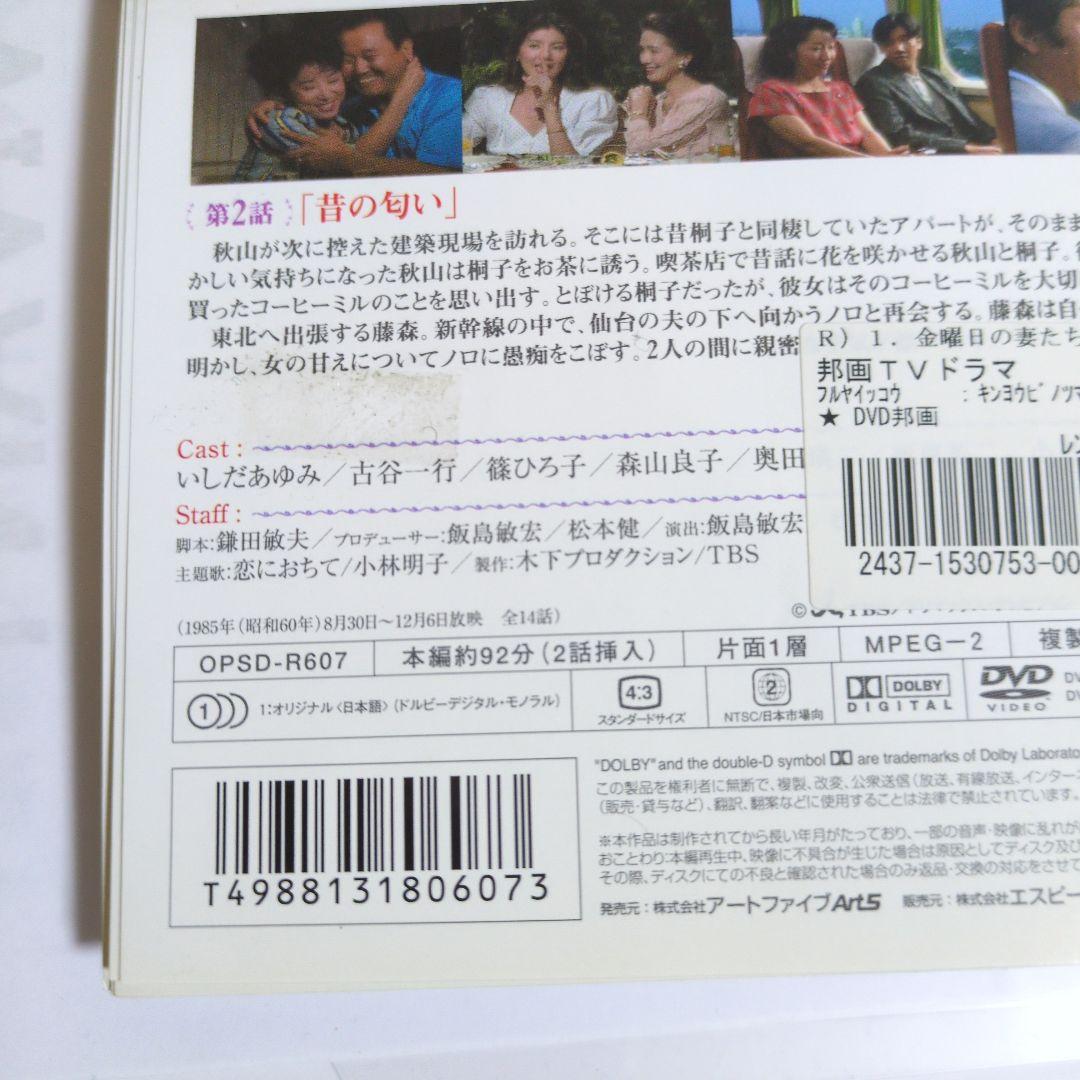 第2話「昔の匂い」
秋山が次に控えた建築現場を訪れる。そこには昔桐子と同棲していたアパートが、そのまま
かしい気持ちになった秋山は桐子をお茶に誘う。喫茶店で昔話に花を咲かせる秋山と桐子。
買ったコーヒーミルのことを思い出す。とぼける桐子だったが、彼女はそのコーヒーミルを大切
東北へ出張する藤森。新幹線の中で、仙台の夫の下へ向かうノロと再会する。藤森は自
明かし、女の甘えについてノロに愚痴をこぼす。2人の間に親密
R) 1. 金曜日の妻たち
邦画TVドラマ
フルヤイッコウ : キンヨウビノツマ
★ DVD邦画
レン
2437-1530753-00
Cast :
いしだあゆみ/古谷一行/篠ひろ子/森山良子/奥田
Staff :
脚本:鎌田敏夫/プロデューサー:飯島敏宏/松本健/演出:飯島敏宏
主題歌:恋におちて/小林明子/製作:木下プロダクション/TBS
(1985年(昭和60年)8月30日〜12月6日放映 全14話)
OPSD-R607 本編約92分(2話挿入) 片面1層 MPEG-2 複製
1 1:オリジナル〈日本語〉(ドルビーデジタル・モノラル) 4:3 スタンダードサイズ 2 NTSC/日本市場向 DOLBY DIGITAL DVD VIDEO
"DOLBY" and the double-D symbol are trademarks of Dolby Laborato
この製品を権利者に無断で、複製、改変、公衆送信(放送、有線放送、インター
(販売・貸与など)、翻訳、翻案などに使用することは法律で禁止されています。
※本作品は制作されてから長い年月がたっており、一部の音声・映像に乱れが
おことわり:本編再生中、映像に不具合が生じた場合は原因としてディスク及び
その際、ディスクにての不良と確認された場合のみ返品・交換の対応をさせて
発売元:株式会社アートファイブArt5 販売元:株式会社エスピー
T4988131806073